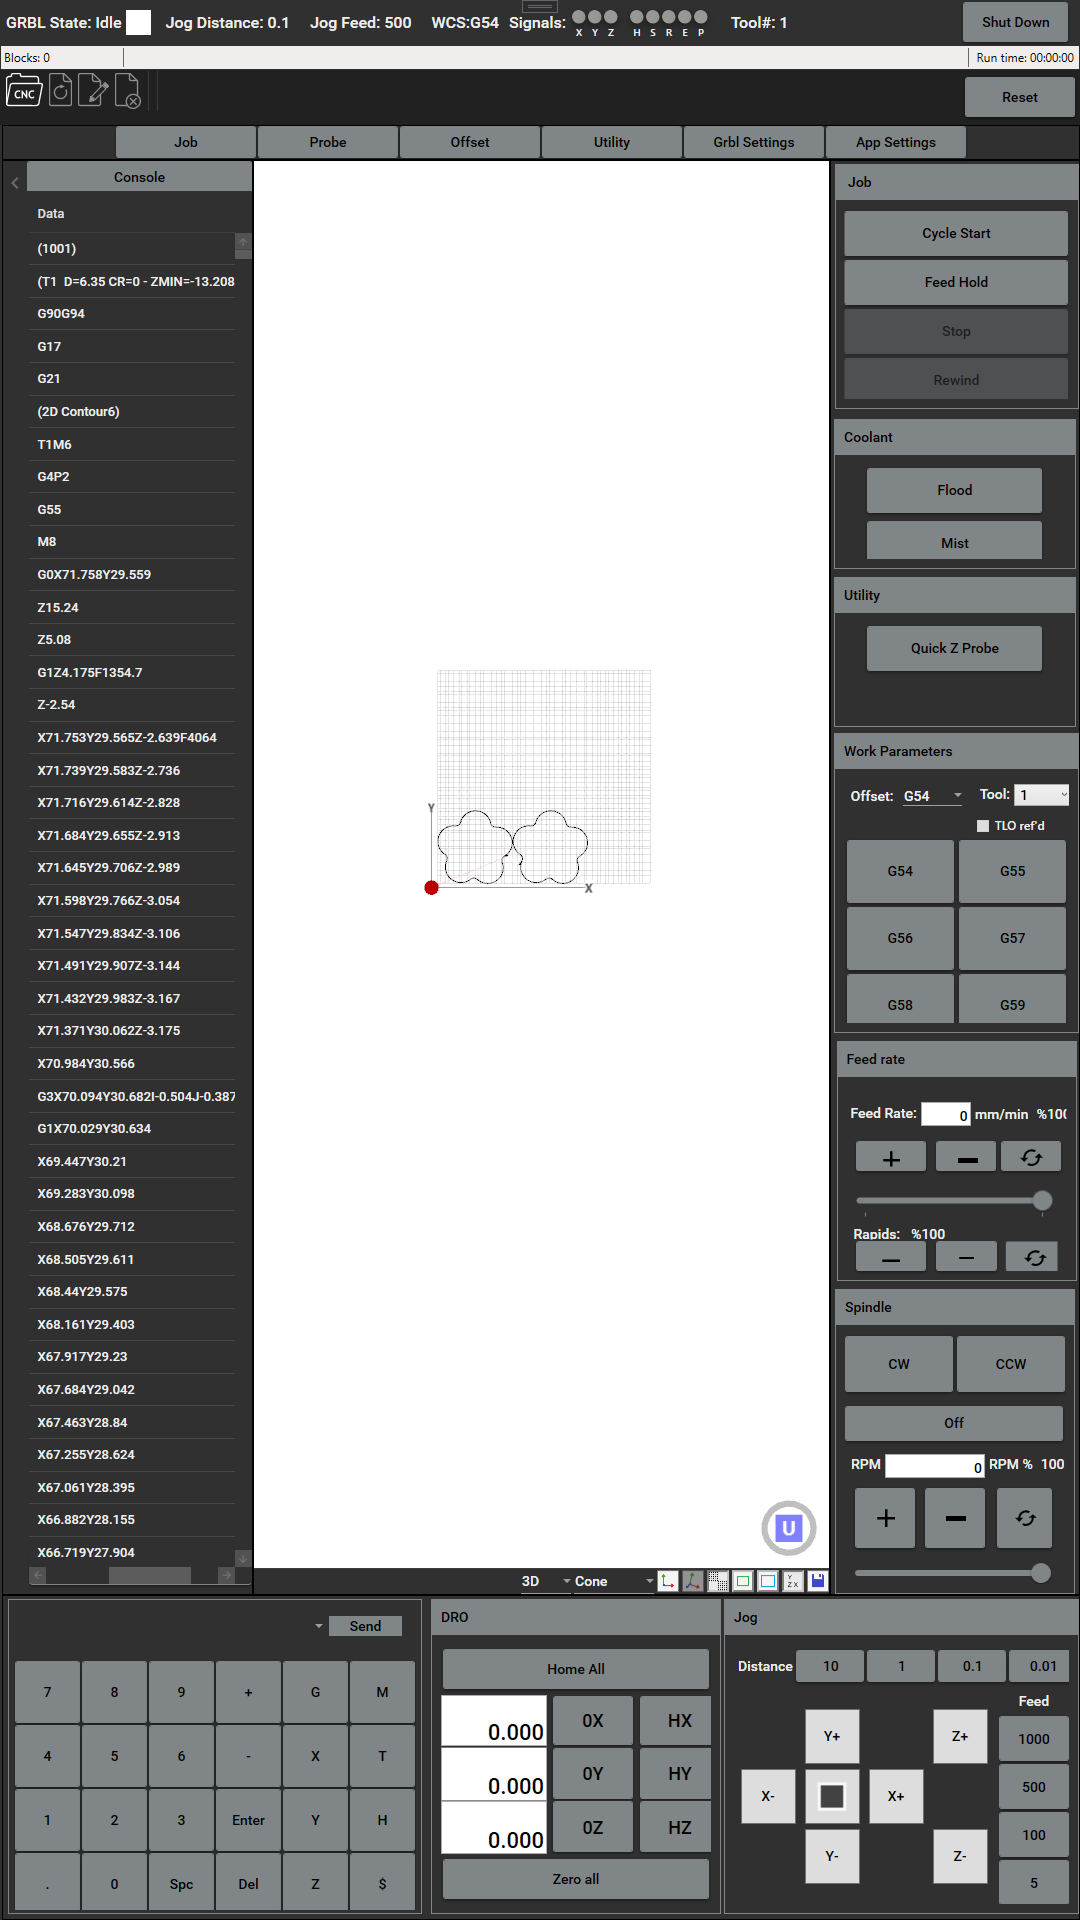 GRBL State: Idle Jog Distance: 0.1 Jog Feed: 500 WCS:G54 Signals: X Y Z H S R E P Tool#: 1 Shut Down
Blocks: 0 Run time: 00:00:00
CNC Reset
Job Probe Offset Utility Grbl Settings App Settings
Console
Data
(1001)
(T1 D=6.35 CR=0 - ZMIN=-13.208
G90G94
G17
G21
(2D Contour6)
T1M6
G4P2
G55
M8
G0X71.758Y29.559
Z15.24
Z5.08
G1Z4.175F1354.7
Z-2.54
X71.753Y29.565Z-2.639F4064
X71.739Y29.583Z-2.736
X71.716Y29.614Z-2.828
X71.684Y29.655Z-2.913
X71.645Y29.706Z-2.989
X71.598Y29.766Z-3.054
X71.547Y29.834Z-3.106
X71.491Y29.907Z-3.144
X71.432Y29.983Z-3.167
X71.371Y30.062Z-3.175
X70.984Y30.566
G3X70.094Y30.682I-0.504J-0.387
G1X70.029Y30.634
X69.447Y30.21
X69.283Y30.098
X68.676Y29.712
X68.505Y29.611
X68.44Y29.575
X68.161Y29.403
X67.917Y29.23
X67.684Y29.042
X67.463Y28.84
X67.255Y28.624
X67.061Y28.395
X66.882Y28.155
X66.719Y27.904
Y
X
U
3D Cone
Y
Z X
Job
Cycle Start
Feed Hold
Stop
Rewind
Coolant
Flood
Mist
Utility
Quick Z Probe
Work Parameters
Offset: G54 Tool: 1
TLO ref'd
G54 G55
G56 G57
G58 G59
Feed rate
Feed Rate: 0 mm/min %100
Rapids: %100
Spindle
CW CCW
Off
RPM 0 RPM % 100
Send
7 8 9 + G M
4 5 6 - X T
1 2 3 Enter Y H
. 0 Spc Del Z $
DRO
Home All
0.000 0X HX
0.000 0Y HY
0.000 0Z HZ
Zero all
Jog
Distance 10 1 0.1 0.01
Feed
Y+ Z+ 1000
X- X+ 500
Y- Z- 100
5